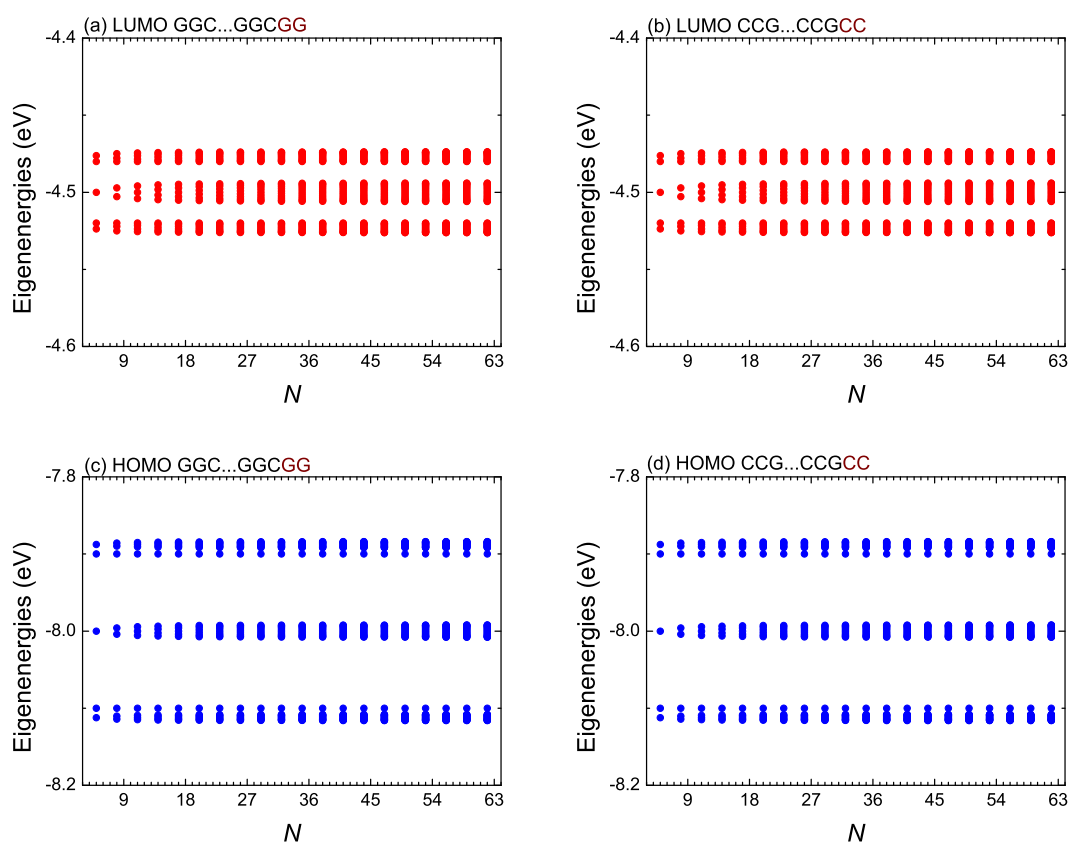 (a) LUMO GGC...GGCGG
-4.4
-4.5
-4.6
Eigenenergies (eV)
9 18 27 36 45 54 63
N
(b) LUMO CCG...CCGCC
-4.4
-4.5
-4.6
Eigenenergies (eV)
9 18 27 36 45 54 63
N
(c) HOMO GGC...GGCGG
-7.8
-8.0
-8.2
Eigenenergies (eV)
9 18 27 36 45 54 63
N
(d) HOMO CCG...CCGCC
-7.8
-8.0
-8.2
Eigenenergies (eV)
9 18 27 36 45 54 63
N